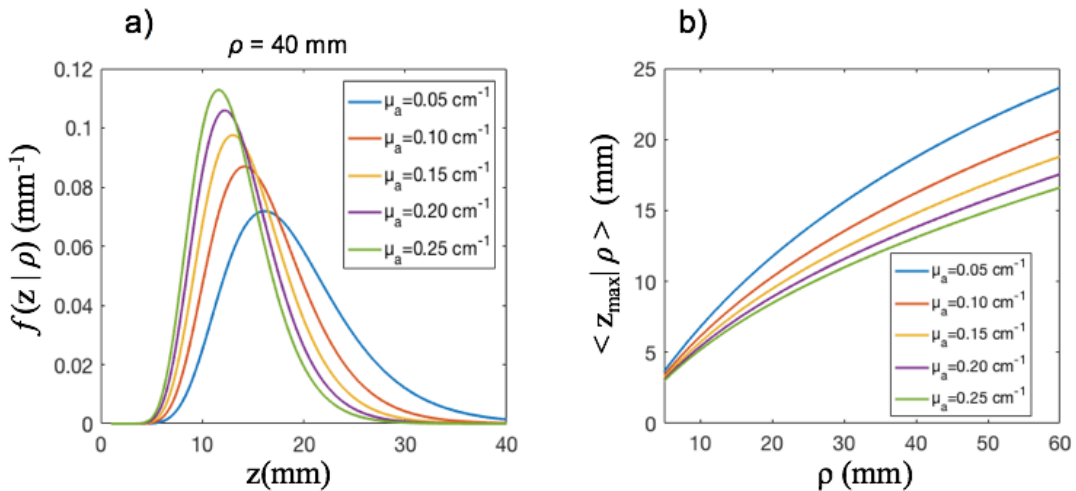 a)
ρ = 40 mm
0.12
0.1
0.08
0.06
0.04
0.02
0
f(z | ρ) (mm⁻¹)
μₐ=0.05 cm⁻¹
μₐ=0.10 cm⁻¹
μₐ=0.15 cm⁻¹
μₐ=0.20 cm⁻¹
μₐ=0.25 cm⁻¹
0 10 20 30 40
z(mm)
b)
25
20
15
10
5
0
< zₘₐₓ| ρ > (mm)
μₐ=0.05 cm⁻¹
μₐ=0.10 cm⁻¹
μₐ=0.15 cm⁻¹
μₐ=0.20 cm⁻¹
μₐ=0.25 cm⁻¹
10 20 30 40 50 60
ρ (mm)